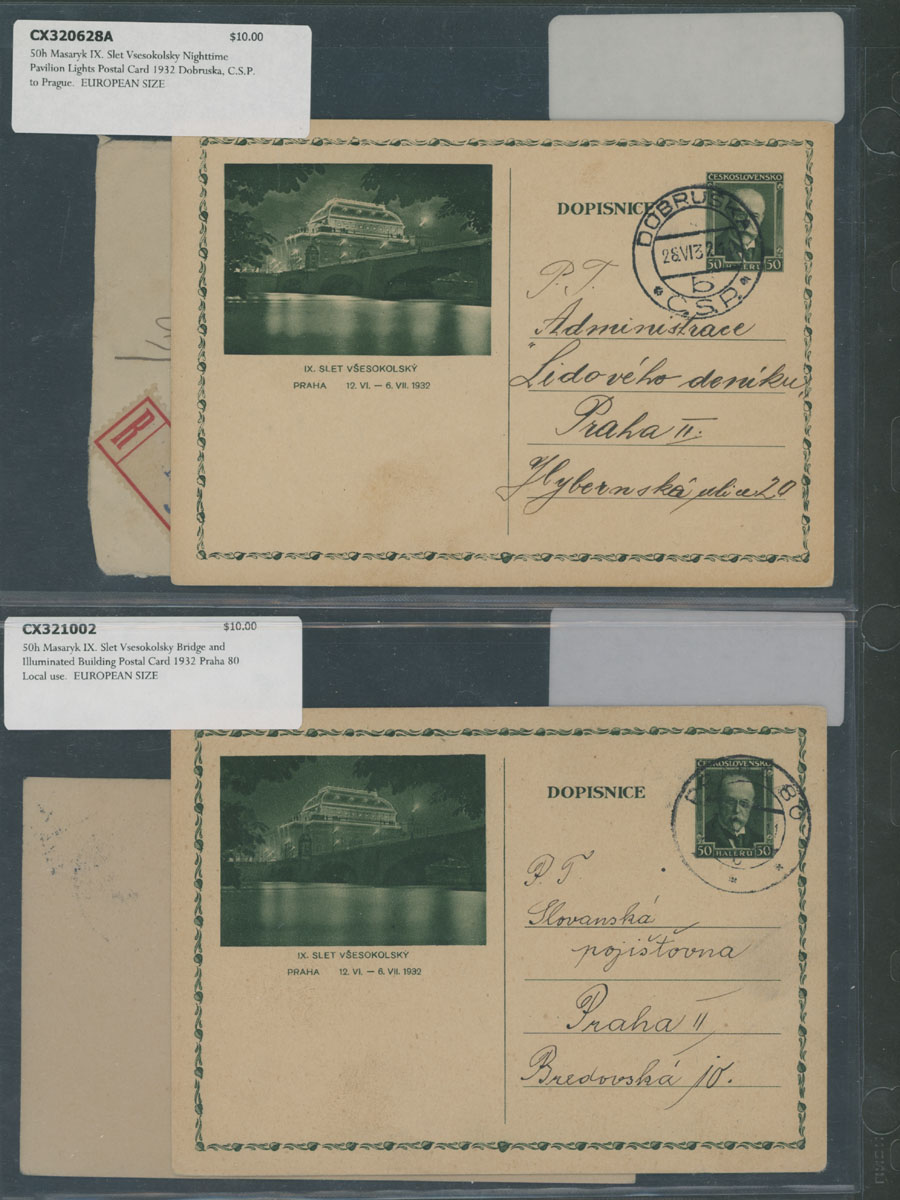 CX320628A $10.00
50h Masaryk IX. Slet Vsesokolsky Nighttime
Pavilion Lights Postal Card 1932 Dobruska, C.S.P.
to Prague. EUROPEAN SIZE
R
IX. SLET VŠESOKOLSKÝ
PRAHA 12. VI. — 6. VII. 1932
DOPISNICE
ČESKOSLOVENSKO
50 HALÉŘŮ 50
DOBRUŠKA
28.VI.32
b
* Č.S.P. *
P.T.
Administrace
"Lidového deníku,
Praha II.
Hybernská ulice 20
CX321002 $10.00
50h Masaryk IX. Slet Vsesokolsky Bridge and
Illuminated Building Postal Card 1932 Praha 80
Local use. EUROPEAN SIZE
IX. SLET VŠESOKOLSKÝ
PRAHA 12. VI. — 6. VII. 1932
DOPISNICE
ČESKOSLOVENSKO
50 HALÉŘŮ 50
80
P. T.
Slovanská
pojišťovna
Praha II
Bredovská 10.